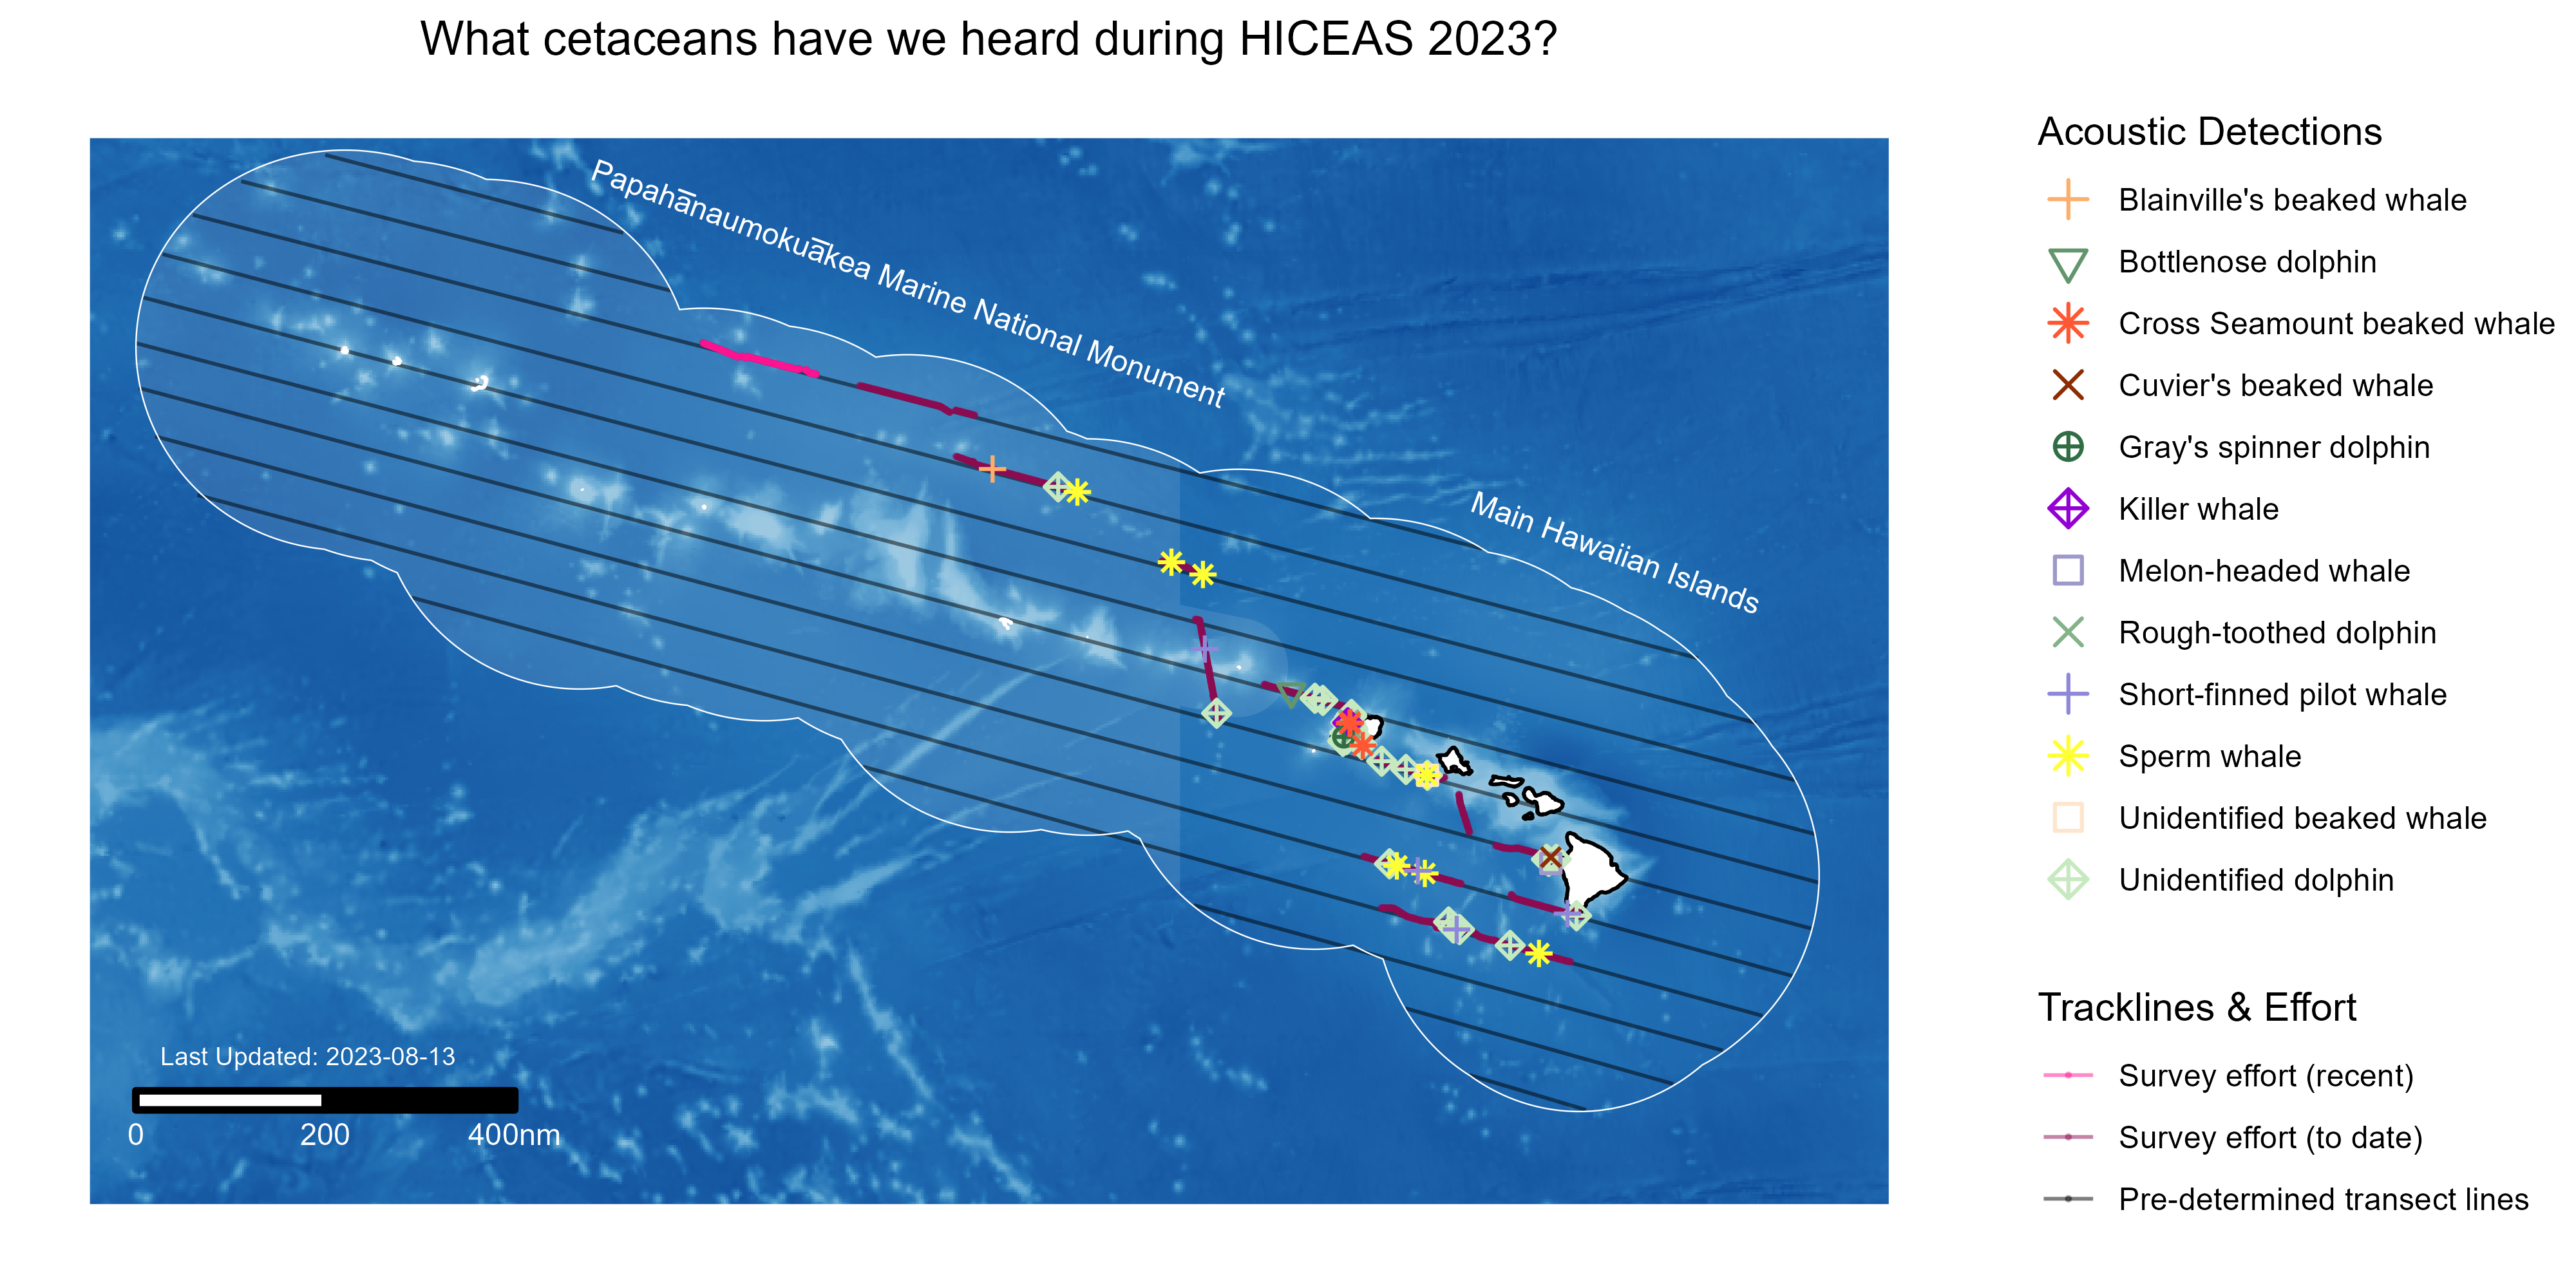 What cetaceans have we heard during HICEAS 2023?
Papahānaumokuākea Marine National Monument
Main Hawaiian Islands
Last Updated: 2023-08-13
0 200 400nm
Acoustic Detections
Blainville's beaked whale
Bottlenose dolphin
Cross Seamount beaked whale
Cuvier's beaked whale
Gray's spinner dolphin
Killer whale
Melon-headed whale
Rough-toothed dolphin
Short-finned pilot whale
Sperm whale
Unidentified beaked whale
Unidentified dolphin
Tracklines & Effort
Survey effort (recent)
Survey effort (to date)
Pre-determined transect lines